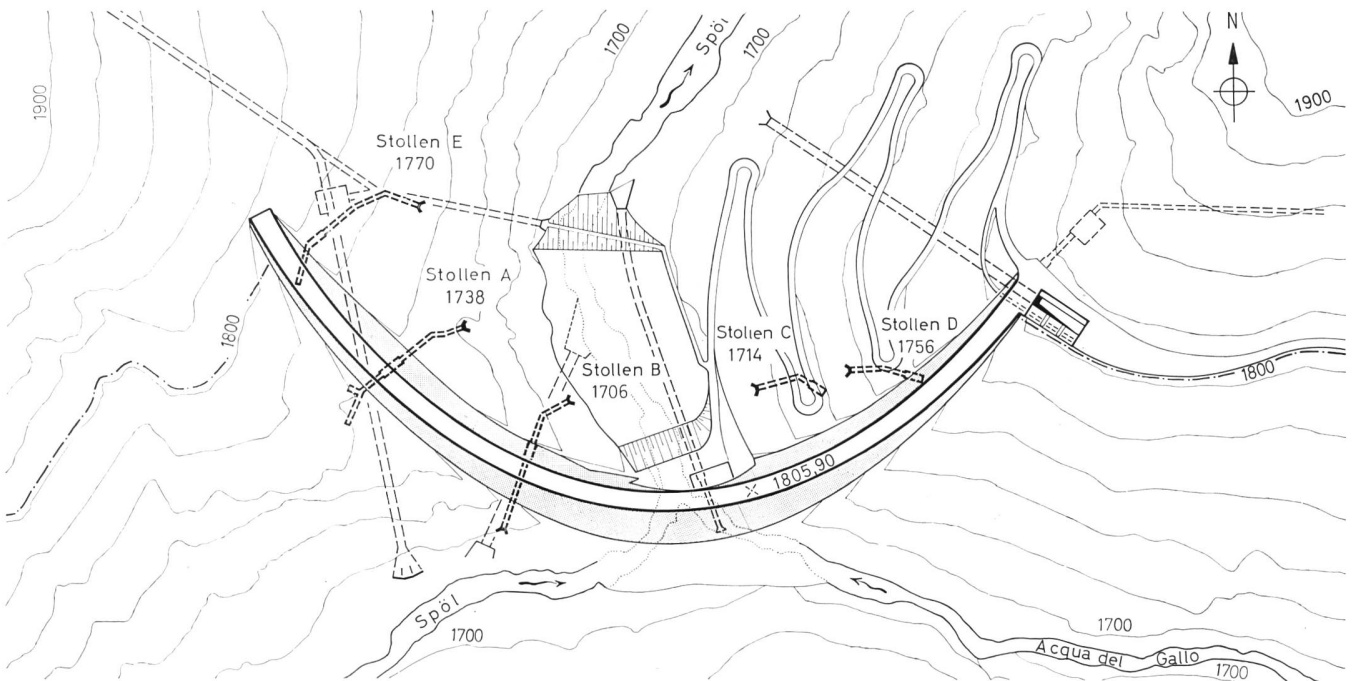 1700
Spöl
1700
N
1900
1900
Stollen E
1770
Stollen A
1738
1800
Stollen C
1714
Stollen D
1756
Stollen B
1706
1800
1805,90
Spöl
1700
1700
Acqua del Gallo
1700